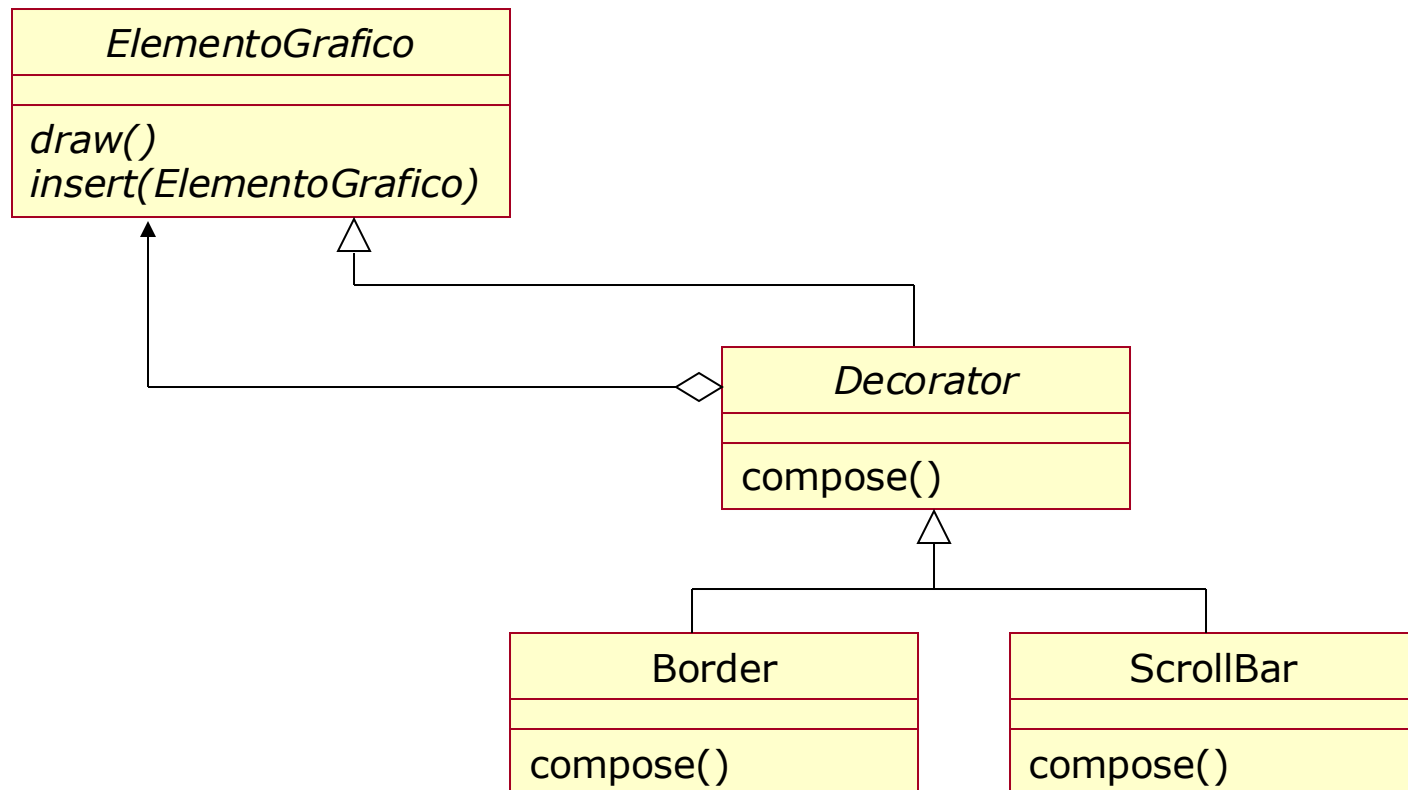 ElementoGrafico
draw()
insert(ElementoGrafico)
Decorator
compose()
Border
compose()
ScrollBar
compose()